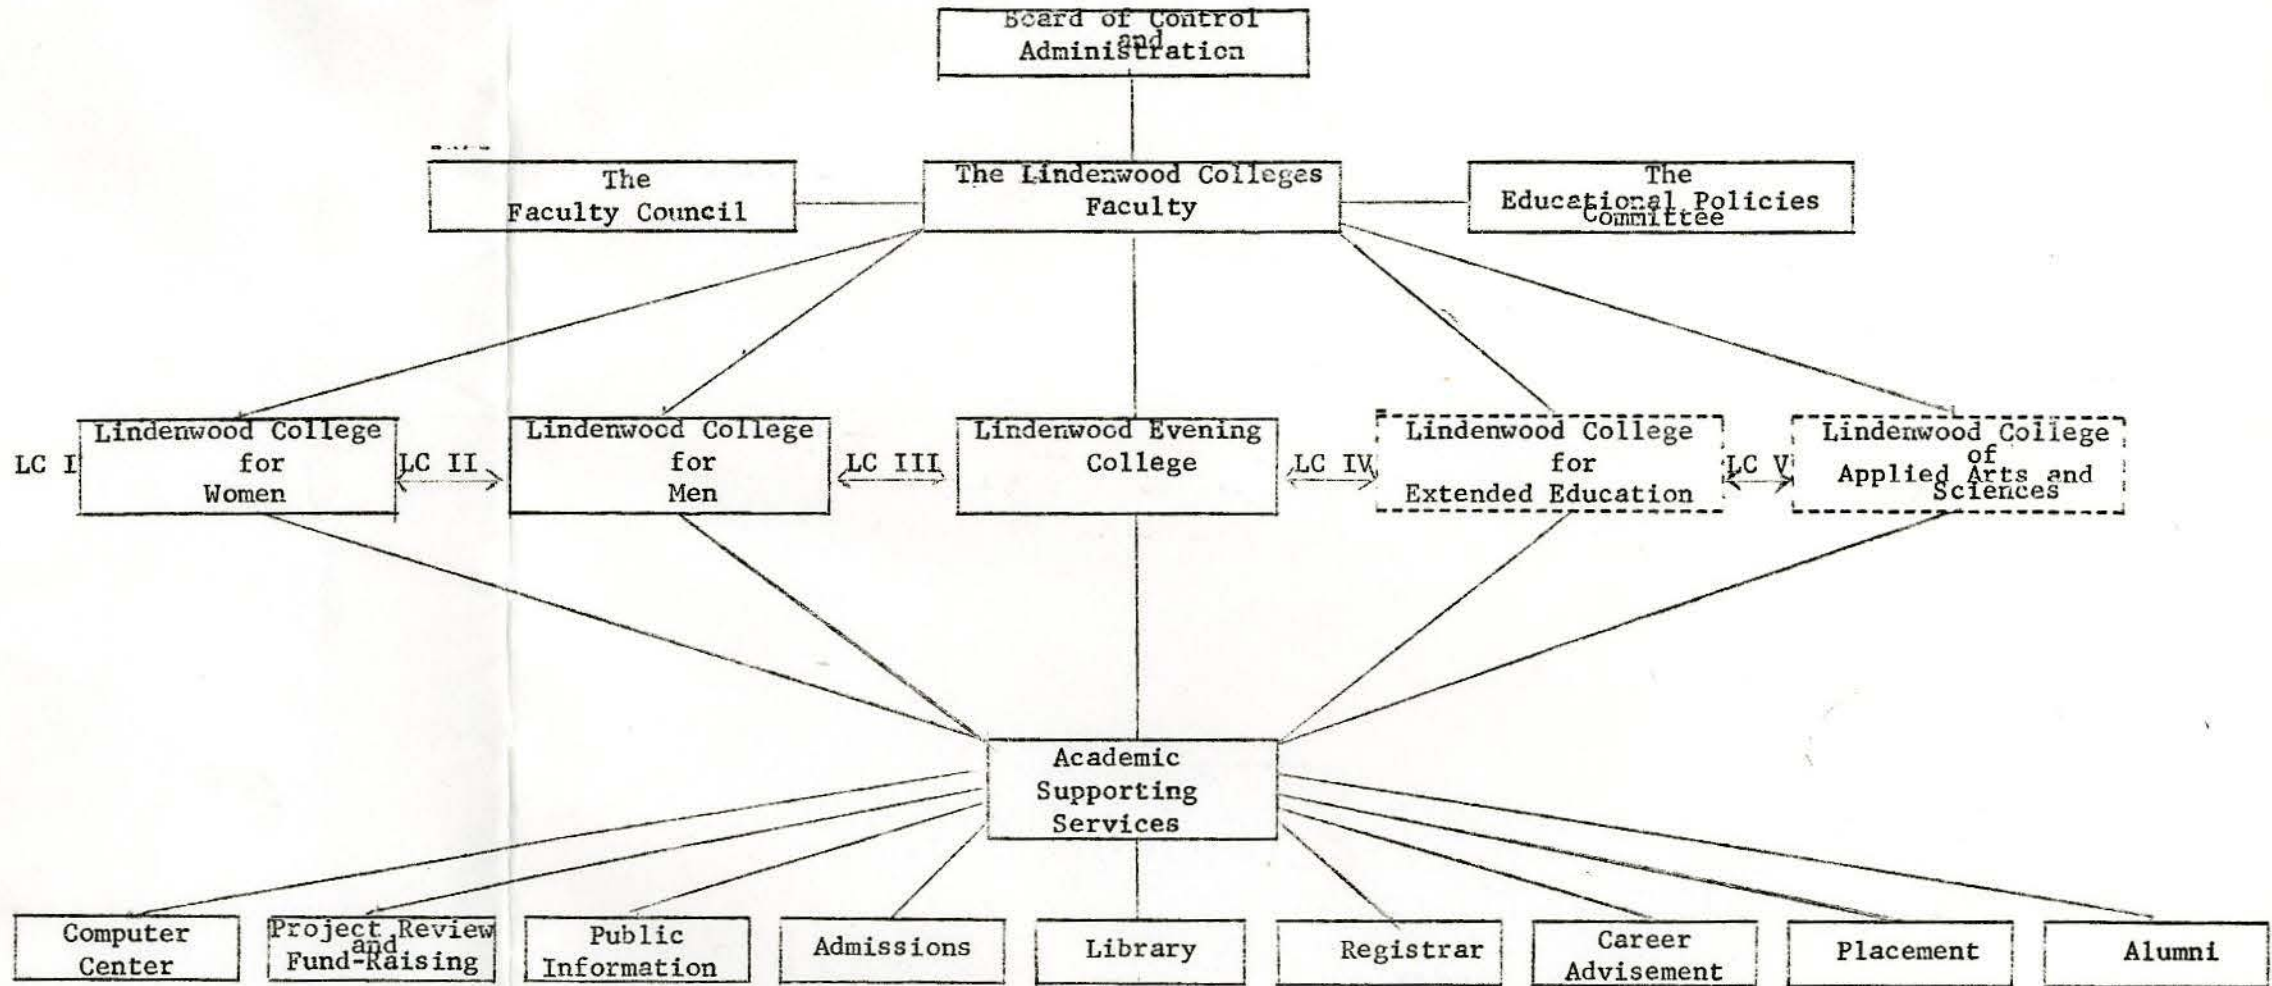 Board of Control
and
Administration
The
Faculty Council
The Lindenwood Colleges
Faculty
The
Educational Policies
Committee
LC I
Lindenwood College
for
Women
LC II
Lindenwood College
for
Men
LC III
Lindenwood Evening
College
LC IV
Lindenwood College
for
Extended Education
LC V
Lindenwood College
of
Applied Arts and
Sciences
Academic
Supporting
Services
Computer
Center
Project Review
and
Fund-Raising
Public
Information
Admissions
Library
Registrar
Career
Advisement
Placement
Alumni